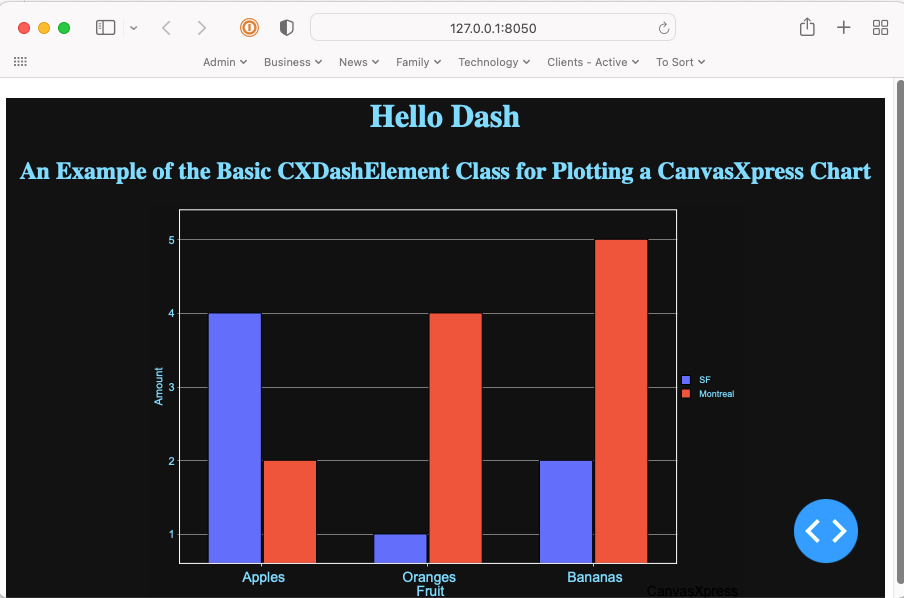 127.0.0.1:8050
Admin Business News Family Technology Clients - Active To Sort
Hello Dash
An Example of the Basic CXDashElement Class for Plotting a CanvasXpress Chart
5
4
3
2
1
Amount
SF
Montreal
Apples Oranges Bananas
Fruit
CanvasXpress